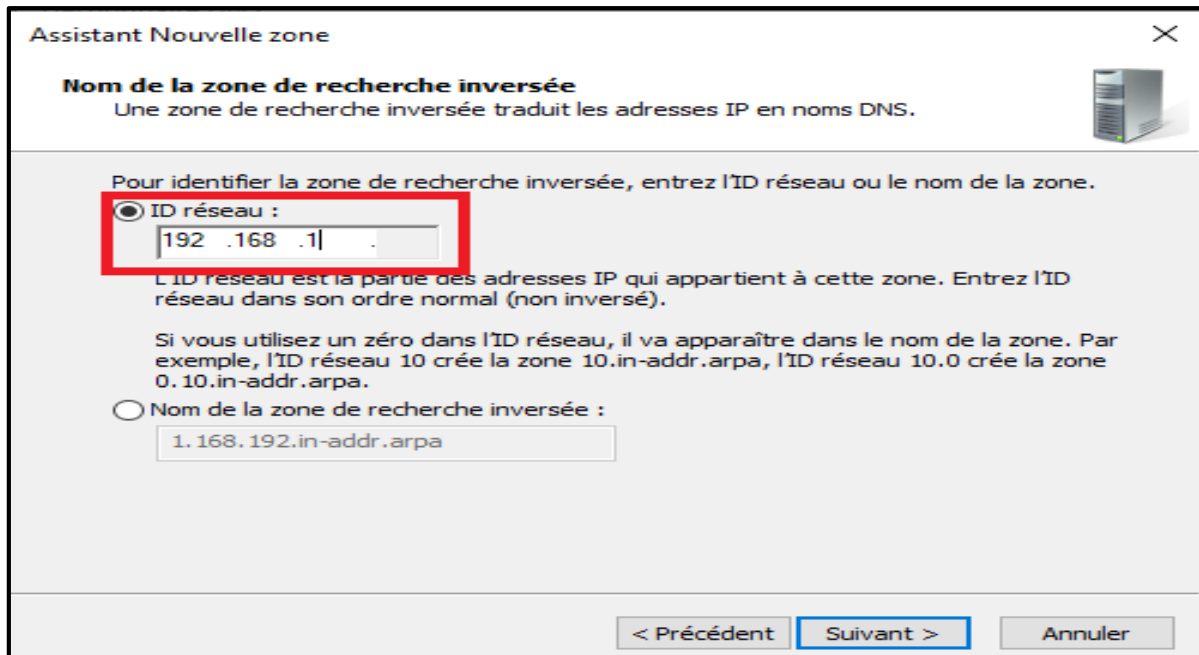 Assistant Nouvelle zone
Nom de la zone de recherche inversée
Une zone de recherche inversée traduit les adresses IP en noms DNS.
Pour identifier la zone de recherche inversée, entrez l'ID réseau ou le nom de la zone.
ID réseau :
192 .168 .1 .
L'ID réseau est la partie des adresses IP qui appartient à cette zone. Entrez l'ID
réseau dans son ordre normal (non inversé).
Si vous utilisez un zéro dans l'ID réseau, il va apparaître dans le nom de la zone. Par
exemple, l'ID réseau 10 crée la zone 10.in-addr.arpa, l'ID réseau 10.0 crée la zone
0.10.in-addr.arpa.
Nom de la zone de recherche inversée :
1.168.192.in-addr.arpa
< Précédent
Suivant >
Annuler